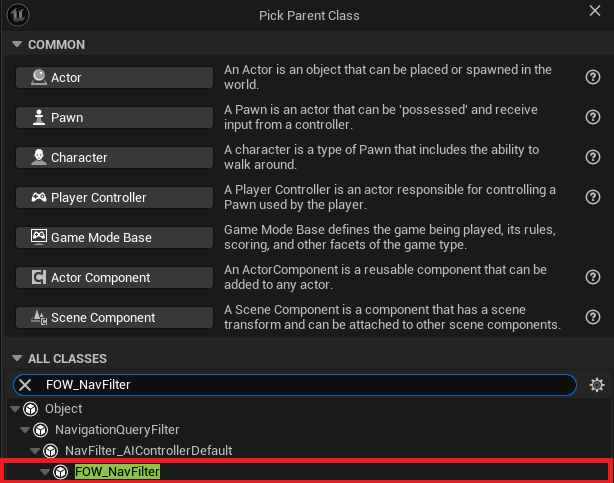 Pick Parent Class
COMMON
Actor
An Actor is an object that can be placed or spawned in the
world.
Pawn
A Pawn is an actor that can be 'possessed' and receive
input from a controller.
Character
A character is a type of Pawn that includes the ability to
walk around.
Player Controller
A Player Controller is an actor responsible for controlling a
Pawn used by the player.
Game Mode Base
Game Mode Base defines the game being played, its rules,
scoring, and other facets of the game type.
Actor Component
An ActorComponent is a reusable component that can be
added to any actor.
Scene Component
A Scene Component is a component that has a scene
transform and can be attached to other scene components.
ALL CLASSES
FOW_NavFilter
Object
NavigationQueryFilter
NavFilter_AIControllerDefault
FOW_NavFilter